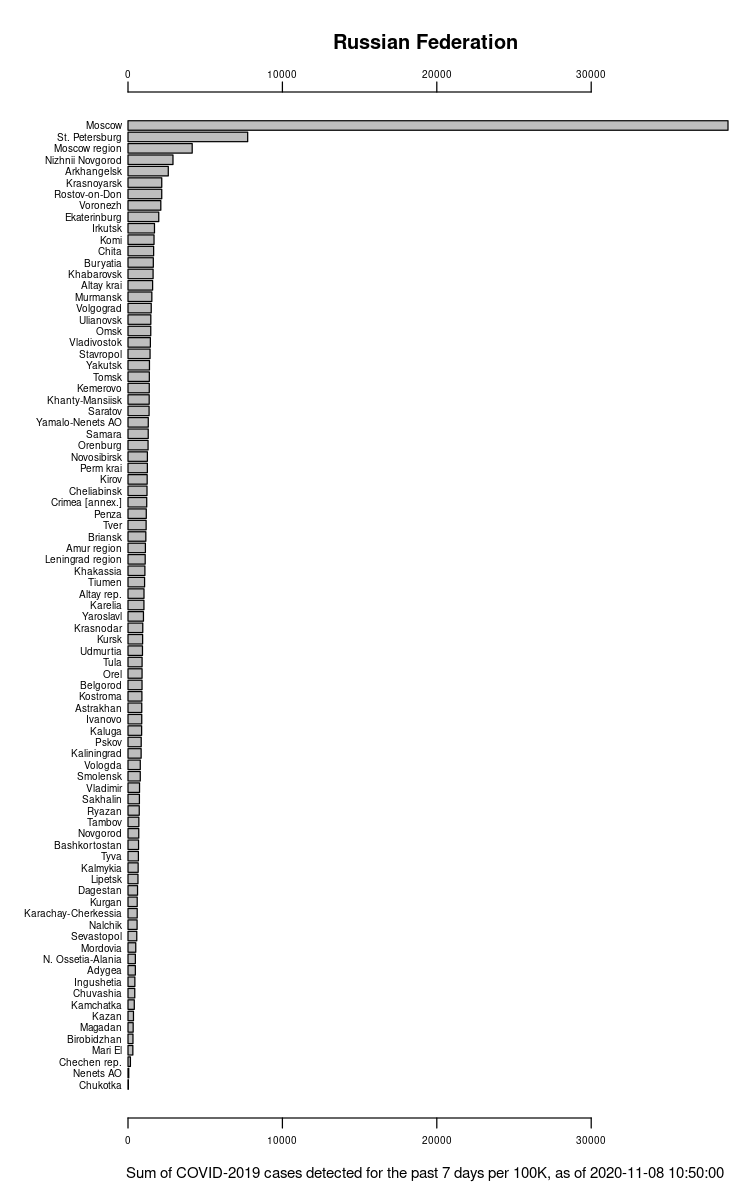 Russian Federation
0 10000 20000 30000
Moscow
St. Petersburg
Moscow region
Nizhnii Novgorod
Arkhangelsk
Krasnoyarsk
Rostov-on-Don
Voronezh
Ekaterinburg
Irkutsk
Komi
Chita
Buryatia
Khabarovsk
Altay krai
Murmansk
Volgograd
Ulianovsk
Omsk
Vladivostok
Stavropol
Yakutsk
Tomsk
Kemerovo
Khanty-Mansiisk
Saratov
Yamalo-Nenets AO
Samara
Orenburg
Novosibirsk
Perm krai
Kirov
Cheliabinsk
Crimea [annex.]
Penza
Tver
Briansk
Amur region
Leningrad region
Khakassia
Tiumen
Altay rep.
Karelia
Yaroslavl
Krasnodar
Kursk
Udmurtia
Tula
Orel
Belgorod
Kostroma
Astrakhan
Ivanovo
Kaluga
Pskov
Kaliningrad
Vologda
Smolensk
Vladimir
Sakhalin
Ryazan
Tambov
Novgorod
Bashkortostan
Tyva
Kalmykia
Lipetsk
Dagestan
Kurgan
Karachay-Cherkessia
Nalchik
Sevastopol
Mordovia
N. Ossetia-Alania
Adygea
Ingushetia
Chuvashia
Kamchatka
Kazan
Magadan
Birobidzhan
Mari El
Chechen rep.
Nenets AO
Chukotka
0 10000 20000 30000
Sum of COVID-2019 cases detected for the past 7 days per 100K, as of 2020-11-08 10:50:00